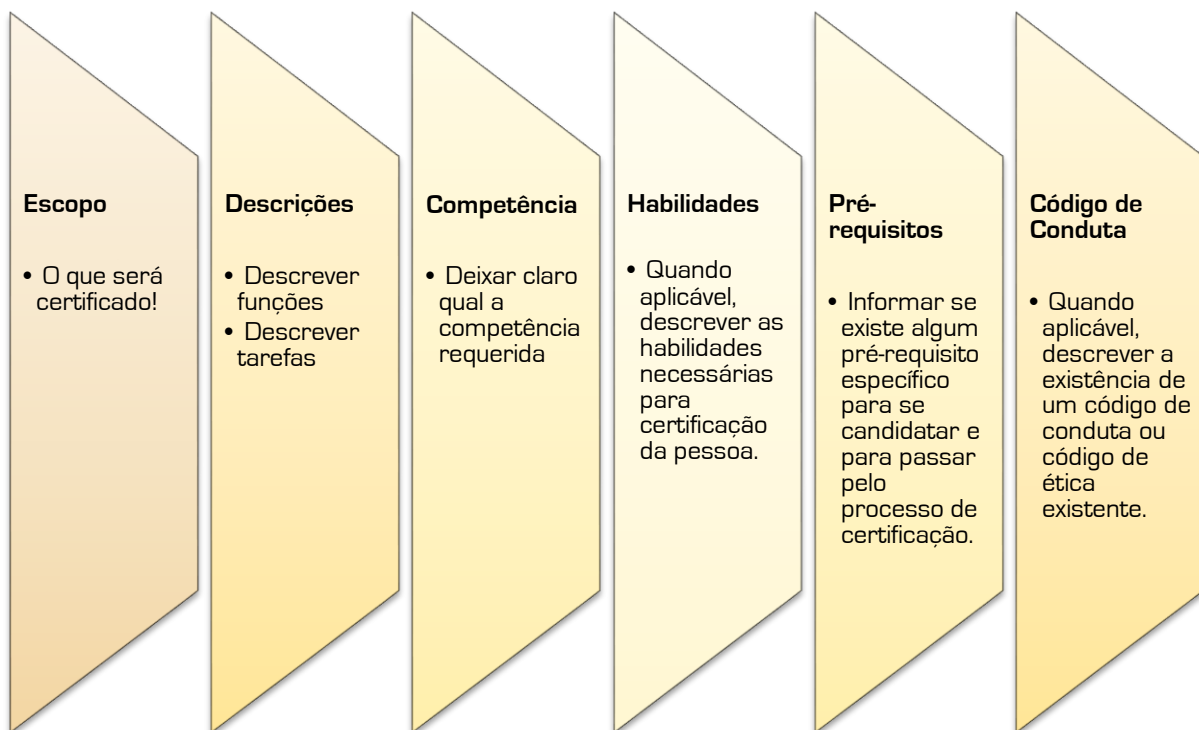 Escopo
• O que será
certificado!
Descrições
• Descrever
funções
• Descrever
tarefas
Competência
• Deixar claro
qual a
competência
requerida
Habilidades
• Quando
aplicável,
descrever as
habilidades
necessárias
para
certificação
da pessoa.
Pré-
requisitos
• Informar se
existe algum
pré-requisito
específico
para se
candidatar e
para passar
pelo
processo de
certificação.
Código de
Conduta
• Quando
aplicável,
descrever a
existência de
um código de
conduta ou
código de
ética
existente.